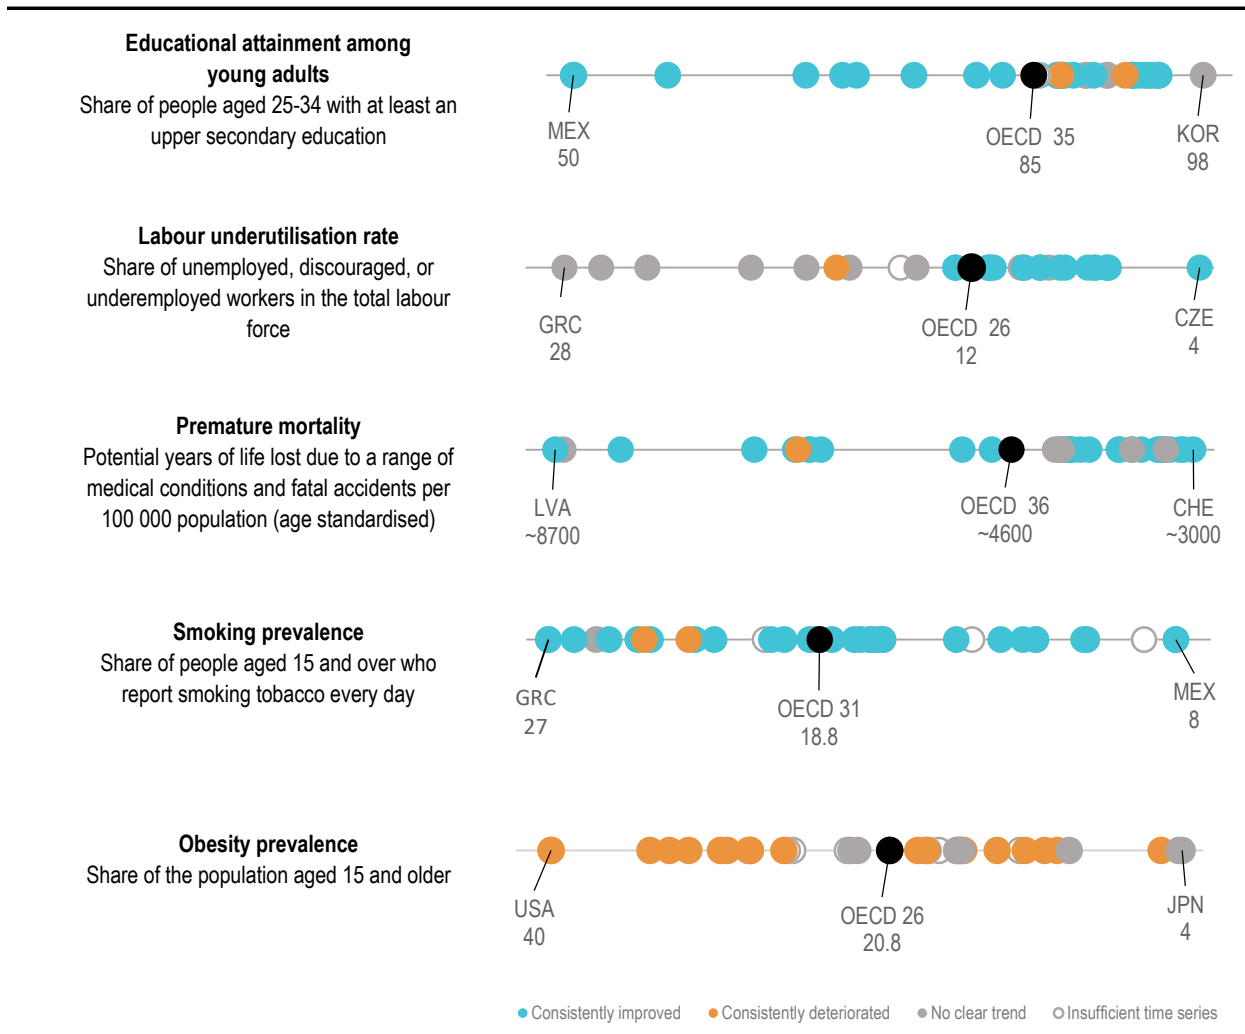 Educational attainment among
young adults
Share of people aged 25-34 with at least an
upper secondary education
MEX
50
OECD 35
85
KOR
98
Labour underutilisation rate
Share of unemployed, discouraged, or
underemployed workers in the total labour
force
GRC
28
OECD 26
12
CZE
4
Premature mortality
Potential years of life lost due to a range of
medical conditions and fatal accidents per
100 000 population (age standardised)
LVA
~8700
OECD 36
~4600
CHE
~3000
Smoking prevalence
Share of people aged 15 and over who
report smoking tobacco every day
GRC
27
OECD 31
18.8
MEX
8
Obesity prevalence
Share of the population aged 15 and older
USA
40
OECD 26
20.8
JPN
4
Consistently improved
Consistently deteriorated
No clear trend
Insufficient time series